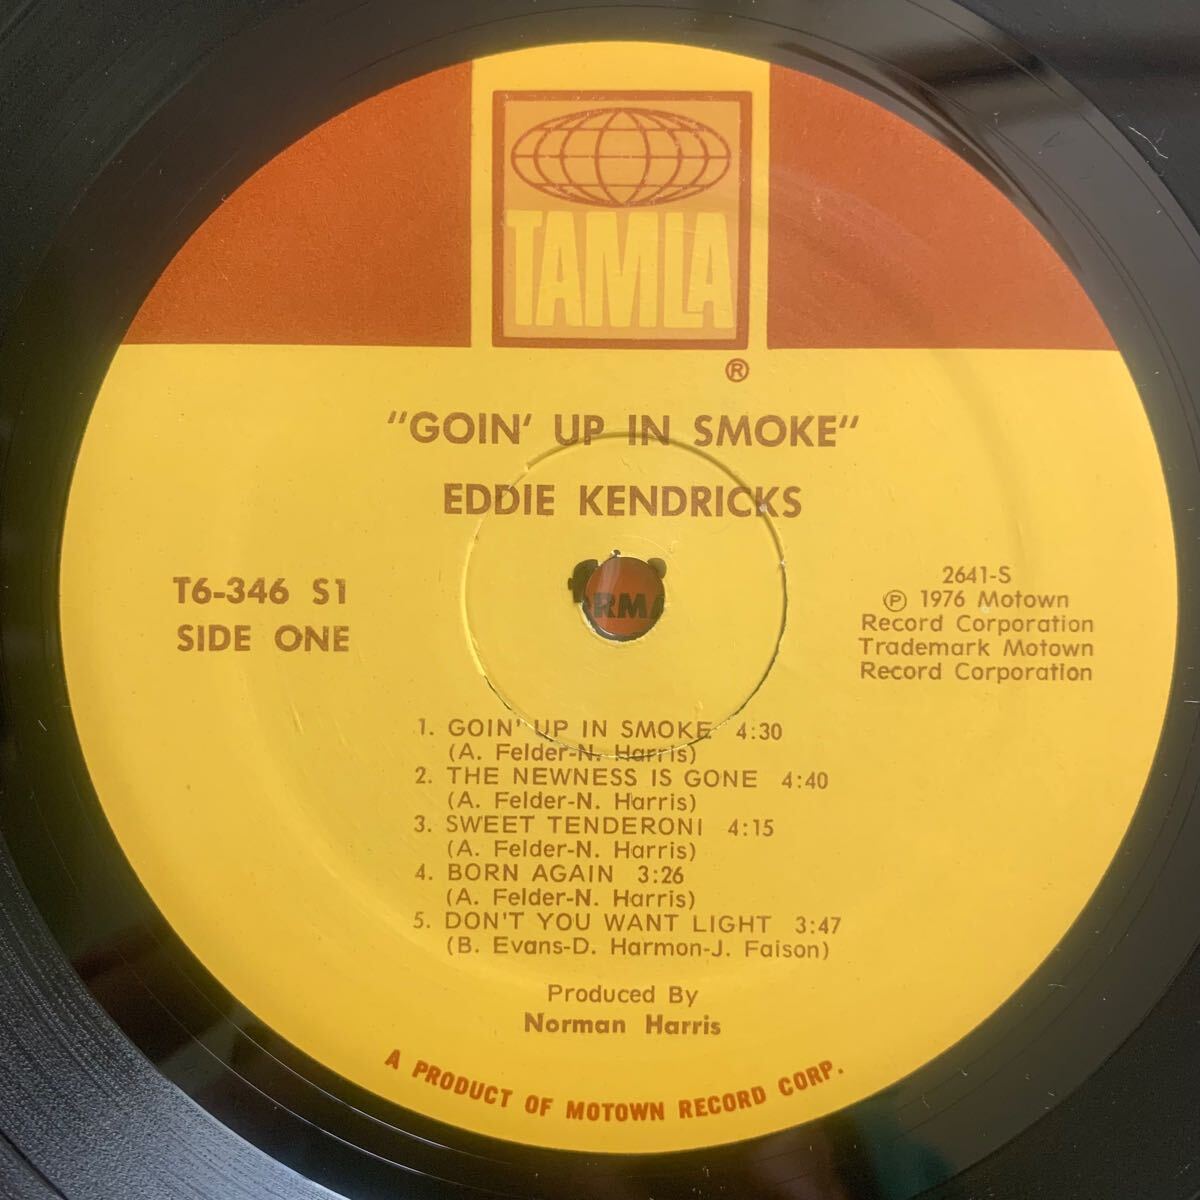 TAMLA
®
"GOIN' UP IN SMOKE"
EDDIE KENDRICKS
T6-346 S1
SIDE ONE
2641-S
℗ 1976 Motown
Record Corporation
Trademark Motown
Record Corporation
1. GOIN' UP IN SMOKE 4:30
(A. Felder-N. Harris)
2. THE NEWNESS IS GONE 4:40
(A. Felder-N. Harris)
3. SWEET TENDERONI 4:15
(A. Felder-N. Harris)
4. BORN AGAIN 3:26
(A. Felder-N. Harris)
5. DON'T YOU WANT LIGHT 3:47
(B. Evans-D. Harmon-J. Faison)
Produced By
Norman Harris
A PRODUCT OF MOTOWN RECORD CORP.